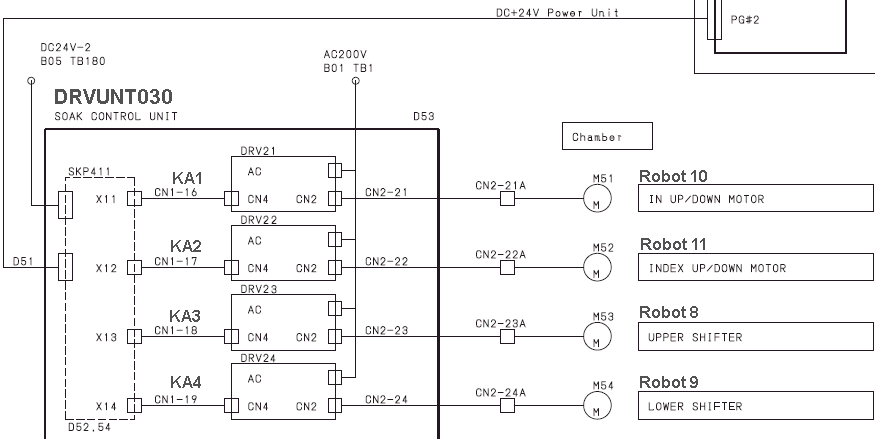 DC+24V Power Unit
PG#2
DC24V-2
B05 TB180
AC200V
B01 TB1
DRVUNT030
SOAK CONTROL UNIT
D53
Chamber
DRV21
SKP411
KA1
AC
M51
Robot 10
X11
CN1-16
CN4
CN2
CN2-21
CN2-21A
M
IN UP/DOWN MOTOR
DRV22
KA2
AC
M52
Robot 11
D51
X12
CN1-17
CN4
CN2
CN2-22
CN2-22A
M
INDEX UP/DOWN MOTOR
DRV23
KA3
AC
M53
Robot 8
X13
CN1-18
CN4
CN2
CN2-23
CN2-23A
M
UPPER SHIFTER
DRV24
KA4
AC
M54
Robot 9
X14
CN1-19
CN4
CN2
CN2-24
CN2-24A
M
LOWER SHIFTER
D52,54